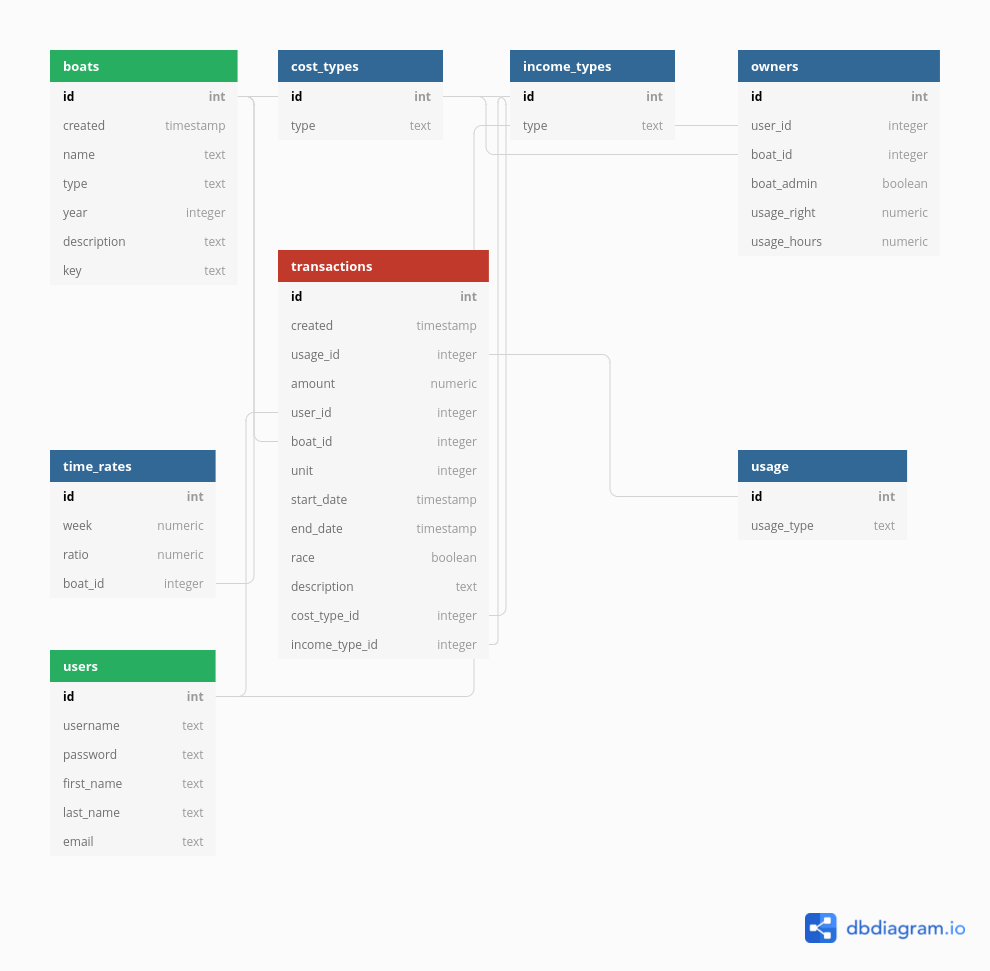 boats
id int
created timestamp
name text
type text
year integer
description text
key text
cost_types
id int
type text
income_types
id int
type text
owners
id int
user_id integer
boat_id integer
boat_admin boolean
usage_right numeric
usage_hours numeric
transactions
id int
created timestamp
usage_id integer
amount numeric
user_id integer
boat_id integer
unit integer
start_date timestamp
end_date timestamp
race boolean
description text
cost_type_id integer
income_type_id integer
time_rates
id int
week numeric
ratio numeric
boat_id integer
usage
id int
usage_type text
users
id int
username text
password text
first_name text
last_name text
email text
dbdiagram.io